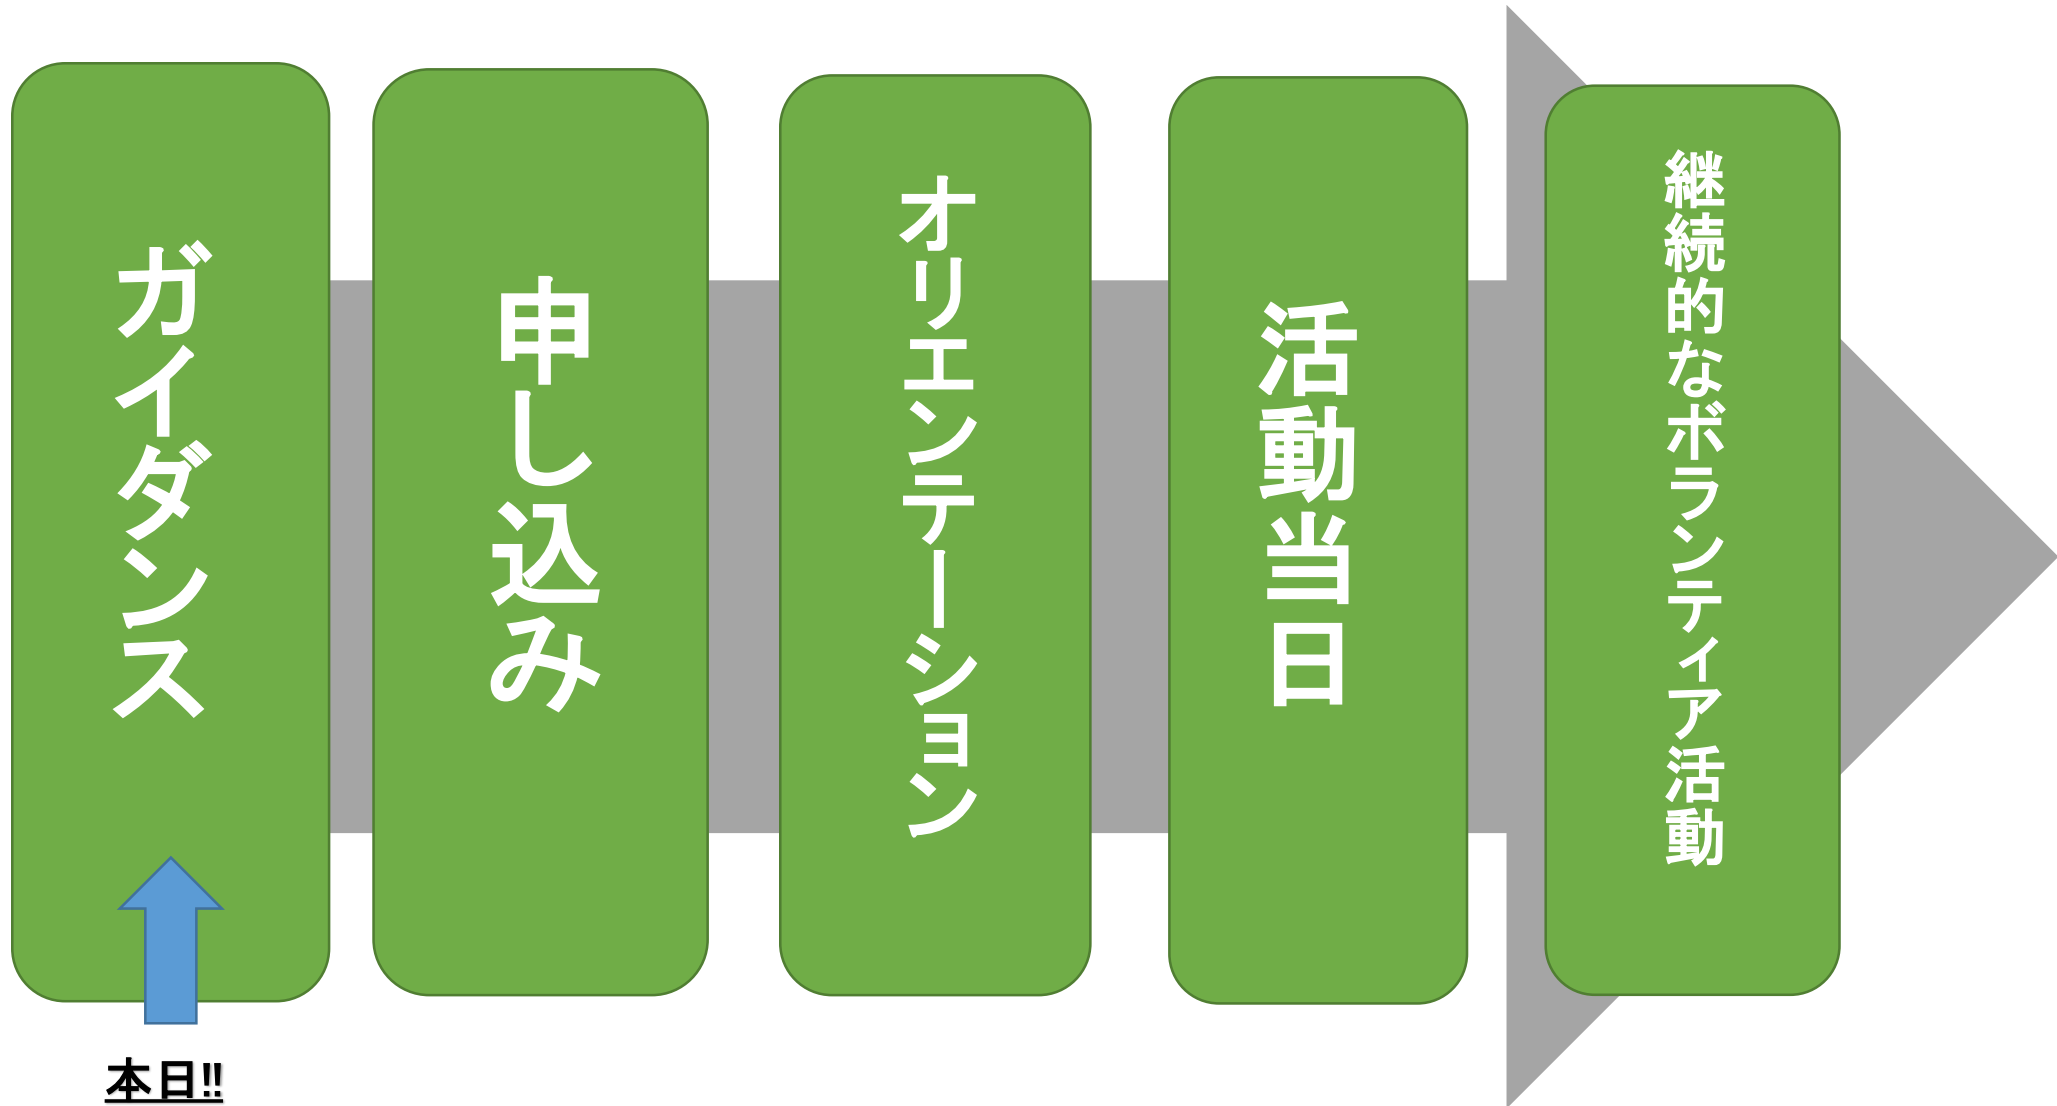 ガイダンス
申し込み
オリエンテーション
活動当日
継続的なボランティア活動
本日‼